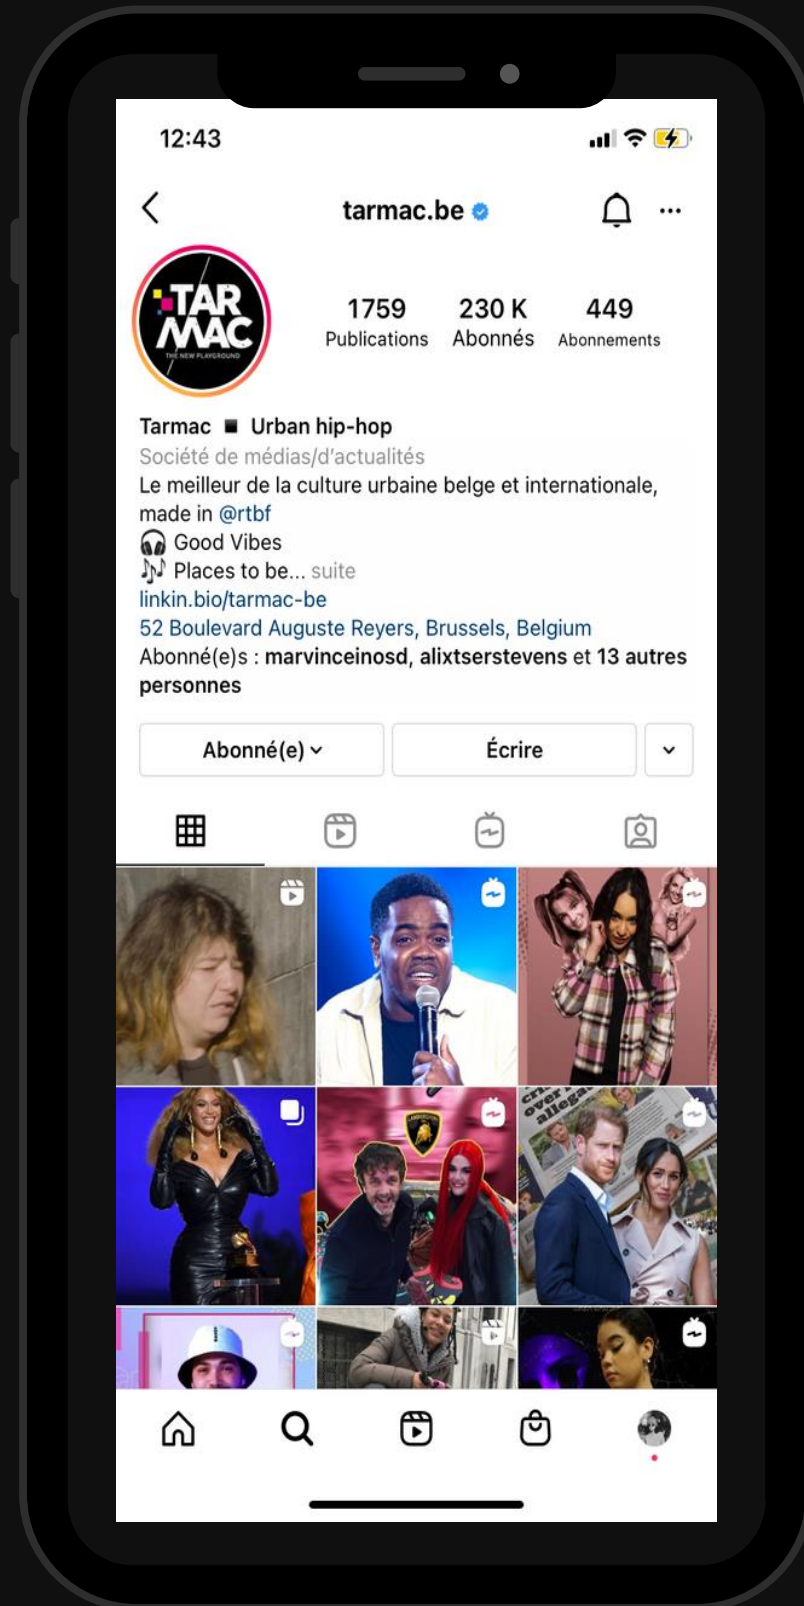 12:43
tarmac.be
TAR
MAC
THE NEW PLAYGROUND
1759
Publications
230 K
Abonnés
449
Abonnements
Tarmac ◾ Urban hip-hop
Société de médias/d'actualités
Le meilleur de la culture urbaine belge et internationale,
made in @rtbf
🎧 Good Vibes
🎶 Places to be... suite
linkin.bio/tarmac-be
52 Boulevard Auguste Reyers, Brussels, Belgium
Abonné(e)s : marvinceinosd, alixtserstevens et 13 autres
personnes
Abonné(e)
Écrire
LAMBORGHINI
over
allega